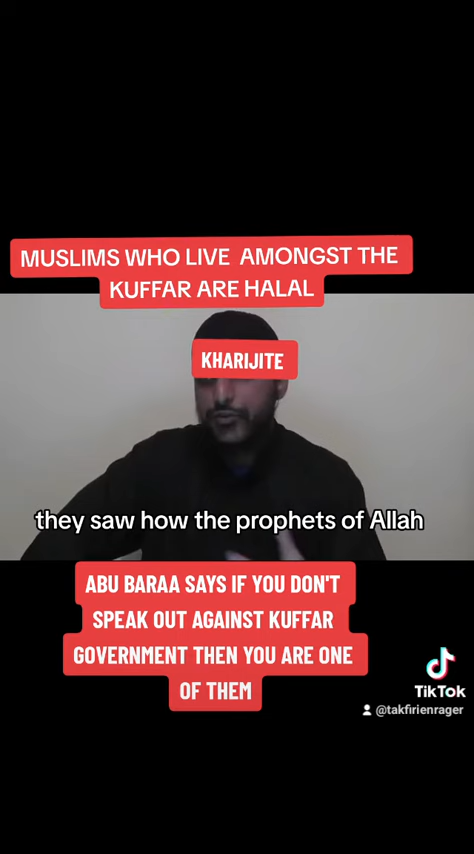 MUSLIMS WHO LIVE AMONGST THE
KUFFAR ARE HALAL
KHARIJITE
they saw how the prophets of Allah
ABU BARAA SAYS IF YOU DON'T
SPEAK OUT AGAINST KUFFAR
GOVERNMENT THEN YOU ARE ONE
OF THEM
TikTok
@takfirienrager